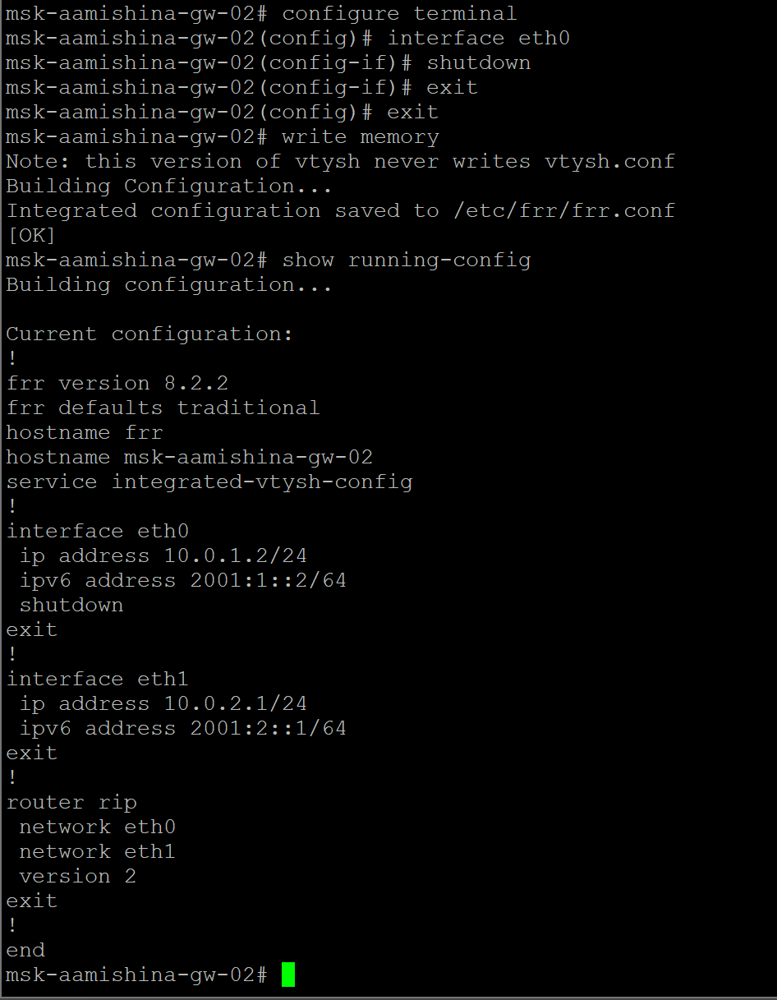 msk-aamishina-gw-02# configure terminal
msk-aamishina-gw-02(config)# interface eth0
msk-aamishina-gw-02(config-if)# shutdown
msk-aamishina-gw-02(config-if)# exit
msk-aamishina-gw-02(config)# exit
msk-aamishina-gw-02# write memory
Note: this version of vtysh never writes vtysh.conf
Building Configuration...
Integrated configuration saved to /etc/frr/frr.conf
[OK]
msk-aamishina-gw-02# show running-config
Building configuration...

Current configuration:
!
frr version 8.2.2
frr defaults traditional
hostname frr
hostname msk-aamishina-gw-02
service integrated-vtysh-config
!
interface eth0
 ip address 10.0.1.2/24
 ipv6 address 2001:1::2/64
 shutdown
exit
!
interface eth1
 ip address 10.0.2.1/24
 ipv6 address 2001:2::1/64
exit
!
router rip
 network eth0
 network eth1
 version 2
exit
!
end
msk-aamishina-gw-02#